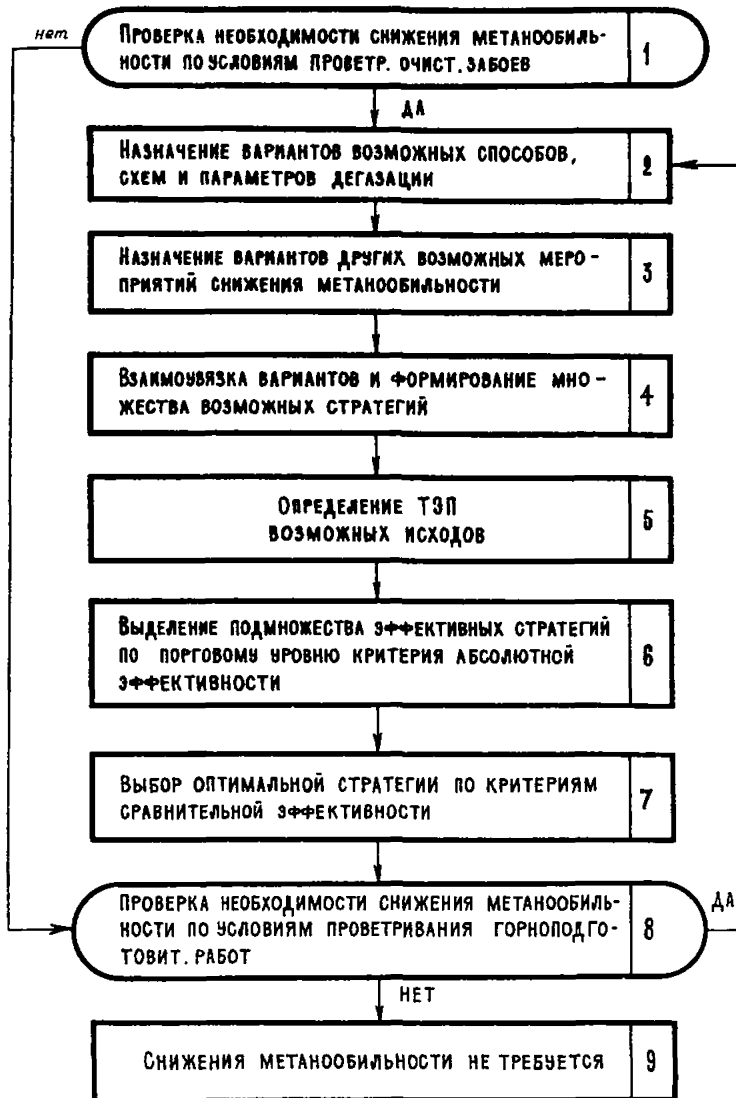 нет
ПРОВЕРКА НЕОБХОДИМОСТИ СНИЖЕНИЯ МЕТАНООБИЛЬ-
НОСТИ ПО УСЛОВИЯМ ПРОВЕТР. ОЧИСТ. ЗАБОЕВ
1
ДА
НАЗНАЧЕНИЕ ВАРИАНТОВ ВОЗМОЖНЫХ СПОСОБОВ,
СХЕМ И ПАРАМЕТРОВ ДЕГАЗАЦИИ
2
НАЗНАЧЕНИЕ ВАРИАНТОВ ДРУГИХ ВОЗМОЖНЫХ МЕРО-
ПРИЯТИЙ СНИЖЕНИЯ МЕТАНООБИЛЬНОСТИ
3
ВЗАИМОУВЯЗКА ВАРИАНТОВ И ФОРМИРОВАНИЕ МНО-
ЖЕСТВА ВОЗМОЖНЫХ СТРАТЕГИЙ
4
ОПРЕДЕЛЕНИЕ ТЭП
ВОЗМОЖНЫХ ИСХОДОВ
5
ВЫДЕЛЕНИЕ ПОДМНОЖЕСТВА ЭФФЕКТИВНЫХ СТРАТЕГИЙ
ПО ПОРГОВОМУ УРОВНЮ КРИТЕРИЯ АБСОЛЮТНОЙ
ЭФФЕКТИВНОСТИ
6
ВЫБОР ОПТИМАЛЬНОЙ СТРАТЕГИИ ПО КРИТЕРИЯМ
СРАВНИТЕЛЬНОЙ ЭФФЕКТИВНОСТИ
7
ПРОВЕРКА НЕОБХОДИМОСТИ СНИЖЕНИЯ МЕТАНООБИЛЬ-
НОСТИ ПО УСЛОВИЯМ ПРОВЕТРИВАНИЯ ГОРНОПОДГО-
ТОВИТ. РАБОТ
8
ДА
НЕТ
СНИЖЕНИЯ МЕТАНООБИЛЬНОСТИ НЕ ТРЕБУЕТСЯ
9